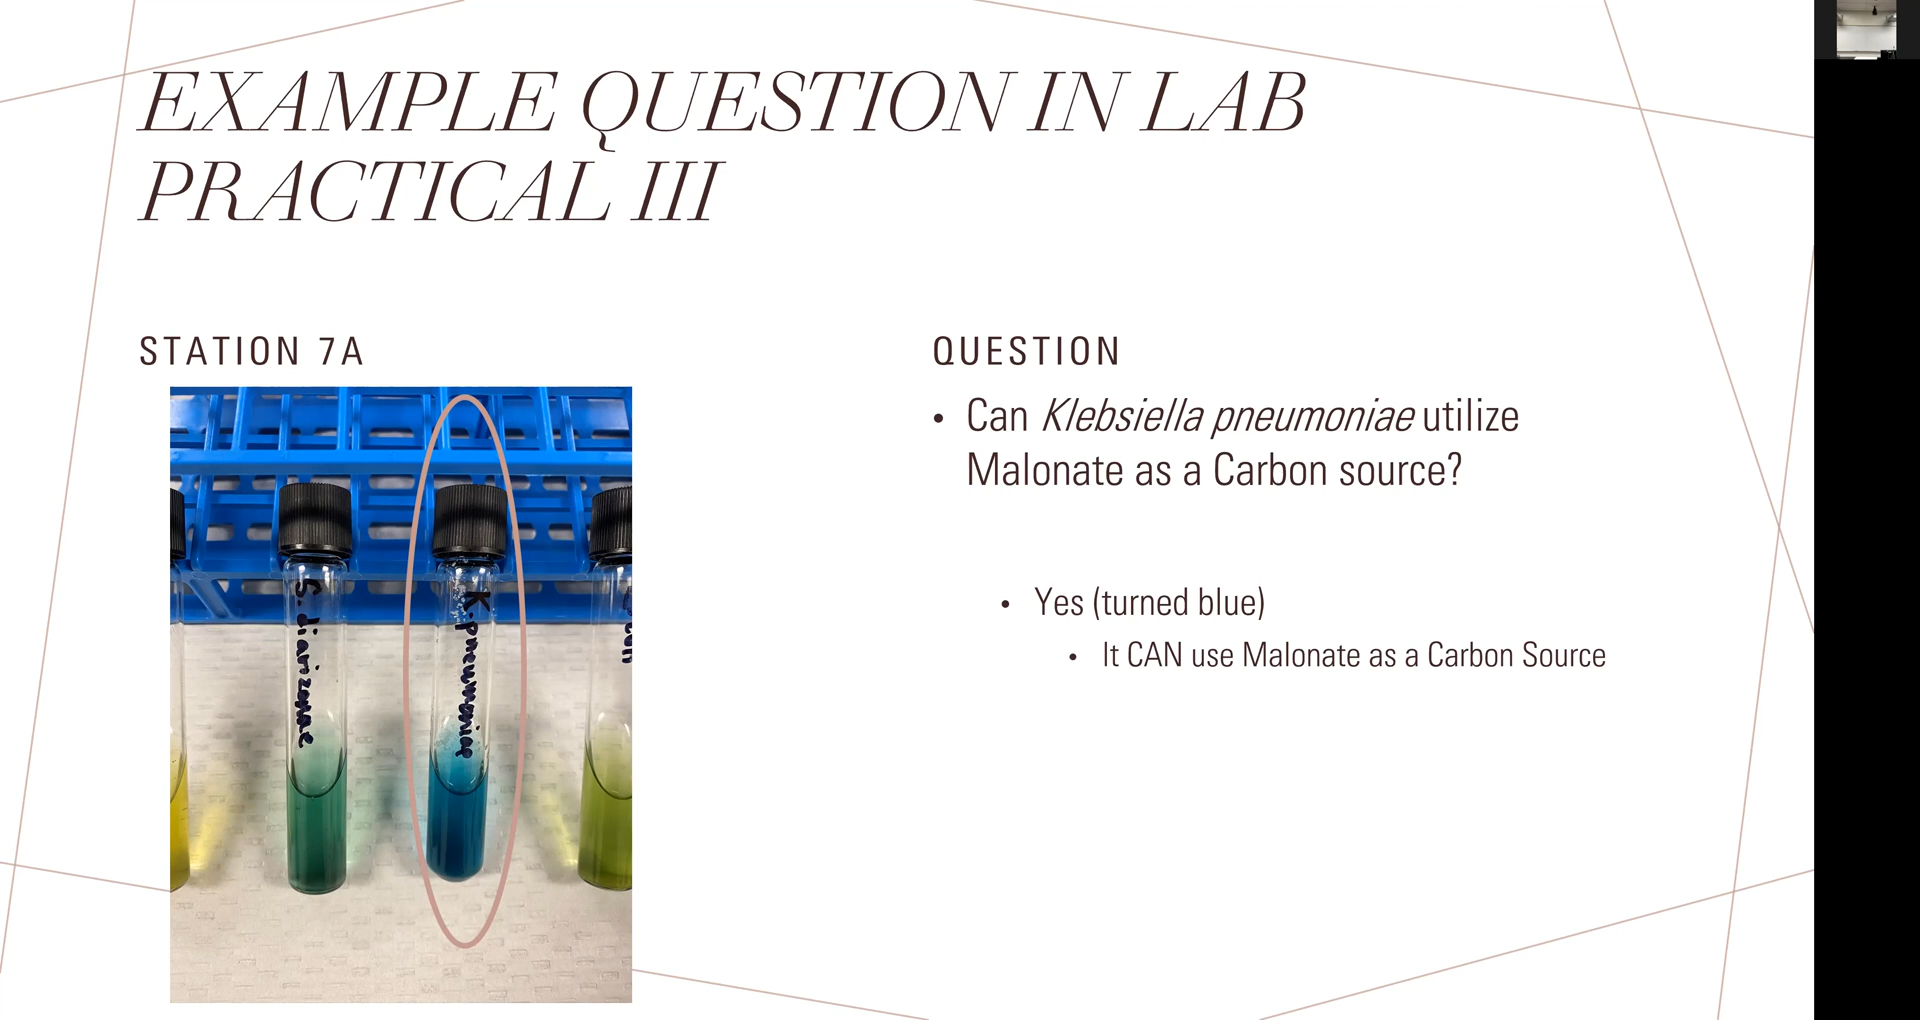 EXAMPLE QUESTION IN LAB
PRACTICAL III
STATION 7A
S. diarizonae
K. pneumoniae
QUESTION
• Can Klebsiella pneumoniae utilize
Malonate as a Carbon source?
• Yes (turned blue)
• It CAN use Malonate as a Carbon Source